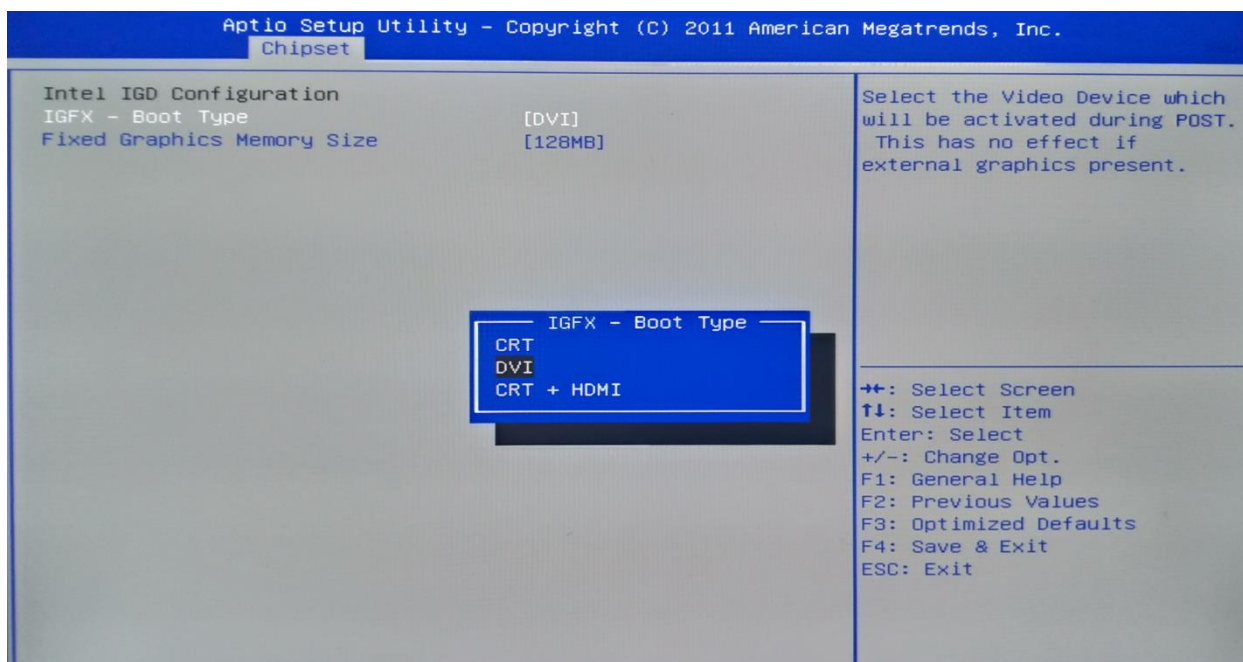 Aptio Setup Utility – Copyright (C) 2011 American Megatrends, Inc.
Chipset
Intel IGD Configuration
IGFX – Boot Type [DVI]
Fixed Graphics Memory Size [128MB]
Select the Video Device which
will be activated during POST.
This has no effect if
external graphics present.
IGFX – Boot Type
CRT
DVI
CRT + HDMI
→←: Select Screen
↑↓: Select Item
Enter: Select
+/-: Change Opt.
F1: General Help
F2: Previous Values
F3: Optimized Defaults
F4: Save & Exit
ESC: Exit